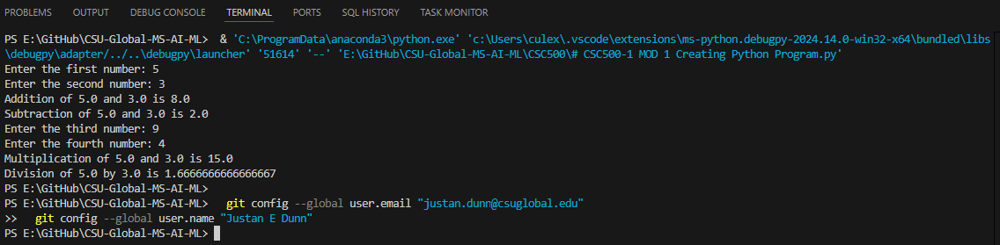 PROBLEMS OUTPUT DEBUG CONSOLE TERMINAL PORTS SQL HISTORY TASK MONITOR
PS E:\GitHub\CSU-Global-MS-AI-ML>  & 'C:\ProgramData\anaconda3\python.exe' 'c:\Users\culex\.vscode\extensions\ms-python.debugpy-2024.14.0-win32-x64\bundled\libs
\debugpy\adapter/../..\debugpy\launcher' '51614' '--' 'E:\GitHub\CSU-Global-MS-AI-ML\CSC500\# CSC500-1 MOD 1 Creating Python Program.py'
Enter the first number: 5
Enter the second number: 3
Addition of 5.0 and 3.0 is 8.0
Subtraction of 5.0 and 3.0 is 2.0
Enter the third number: 9
Enter the fourth number: 4
Multiplication of 5.0 and 3.0 is 15.0
Division of 5.0 by 3.0 is 1.6666666666666667
PS E:\GitHub\CSU-Global-MS-AI-ML>
PS E:\GitHub\CSU-Global-MS-AI-ML>   git config --global user.email "justan.dunn@csuglobal.edu"
>>   git config --global user.name "Justan E Dunn"
PS E:\GitHub\CSU-Global-MS-AI-ML>